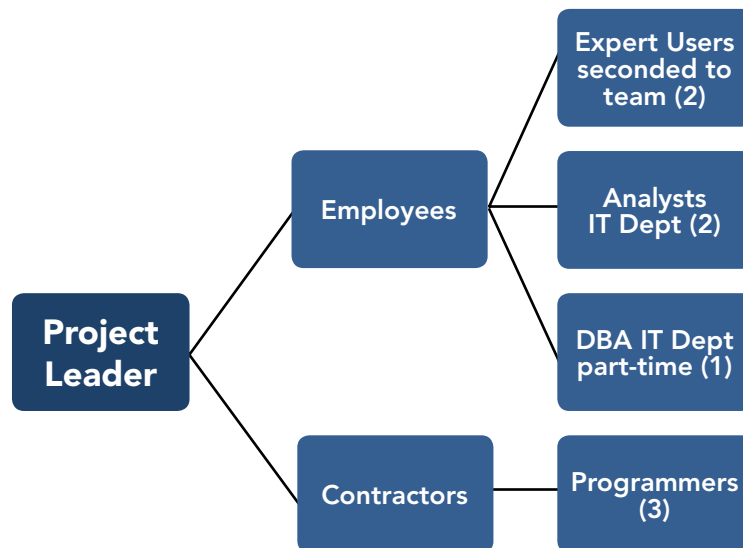 Expert Users
seconded to
team (2)
Employees
Analysts
IT Dept (2)
Project
Leader
DBA IT Dept
part-time (1)
Contractors
Programmers
(3)